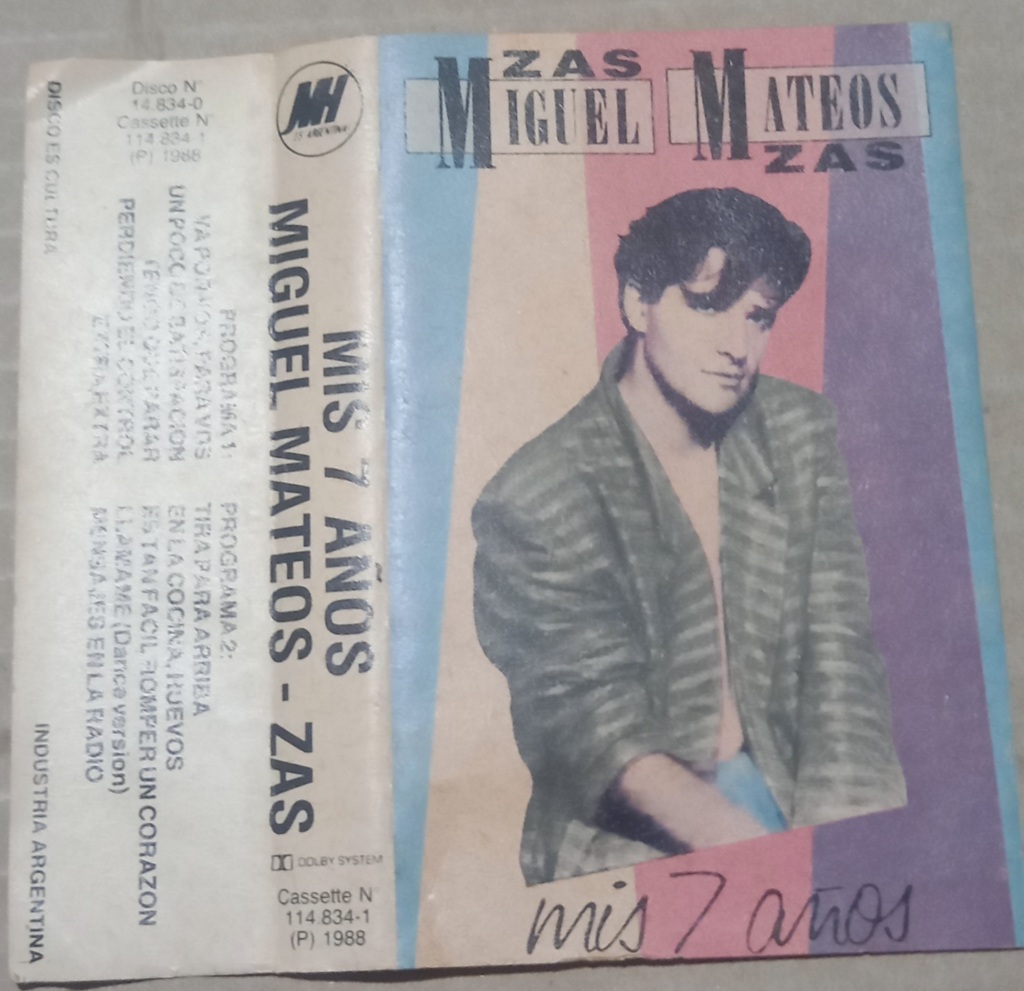 ZAS
MIGUEL MATEOS
ZAS
mis 7 años
MH
IS ARGENTINA
MIS 7 AÑOS
MIGUEL MATEOS - ZAS
DOLBY SYSTEM
Cassette N°
114.834-1
(P) 1988
Disco N°
14.834-0
Cassette N°
114.834-1
(P) 1988
PROGRAMA 1:
PARA VOS
UN POCO DE SATISFACION
TENGO QUE PARAR
PERDIENDO EL CONTROL
EXTRA EXTRA
PROGRAMA 2:
TIRA PARA ARRIBA
EN LA COCINA, HUEVOS
ES TAN FACIL ROMPER UN CORAZON
LLAMAME (Dance version)
MENSAJES EN LA RADIO
DISCO ES CULTURA
INDUSTRIA ARGENTINA